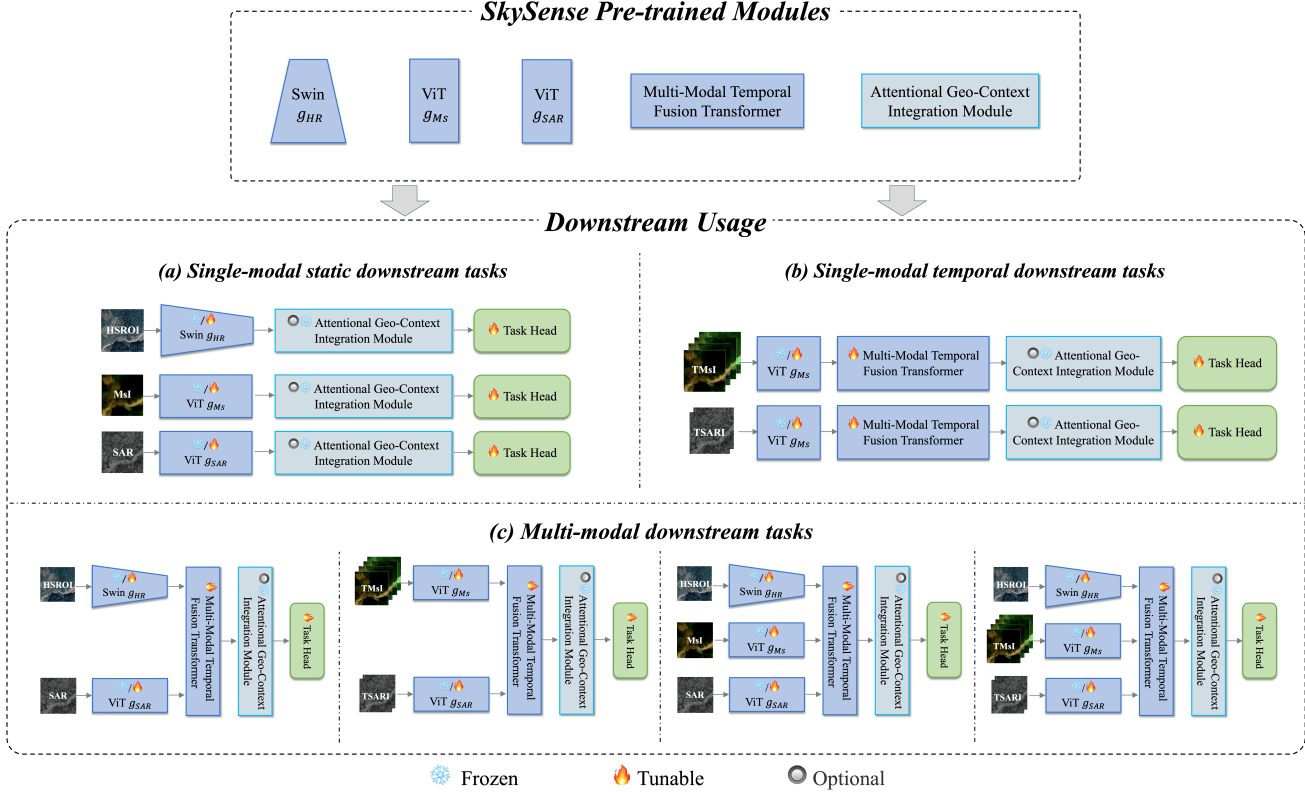 SkySense Pre-trained Modules
Swin
g_HR
ViT
g_Ms
ViT
g_SAR
Multi-Modal Temporal
Fusion Transformer
Attentional Geo-Context
Integration Module
Downstream Usage
(a) Single-modal static downstream tasks
HSROI
/
Swin g_HR
Attentional Geo-Context
Integration Module
Task Head
MsI
/
ViT g_Ms
Attentional Geo-Context
Integration Module
Task Head
SAR
/
ViT g_SAR
Attentional Geo-Context
Integration Module
Task Head
(b) Single-modal temporal downstream tasks
TMsI
/
ViT g_Ms
Multi-Modal Temporal
Fusion Transformer
Attentional Geo-
Context Integration Module
Task Head
TSARI
/
ViT g_Ms
Multi-Modal Temporal
Fusion Transformer
Attentional Geo-
Context Integration Module
Task Head
(c) Multi-modal downstream tasks
HSROI
/
Swin g_HR
SAR
/
ViT g_SAR
Multi-Modal Temporal
Fusion Transformer
Attentional Geo-Context
Integration Module
Task Head
TMsI
/
ViT g_Ms
TSARI
/
ViT g_SAR
Multi-Modal Temporal
Fusion Transformer
Attentional Geo-Context
Integration Module
Task Head
HSROI
/
Swin g_HR
MsI
/
ViT g_Ms
SAR
/
ViT g_SAR
Multi-Modal Temporal
Fusion Transformer
Attentional Geo-Context
Integration Module
Task Head
HSROI
/
Swin g_HR
TMsI
/
ViT g_Ms
TSARI
/
ViT g_SAR
Multi-Modal Temporal
Fusion Transformer
Attentional Geo-Context
Integration Module
Task Head
Frozen
Tunable
Optional